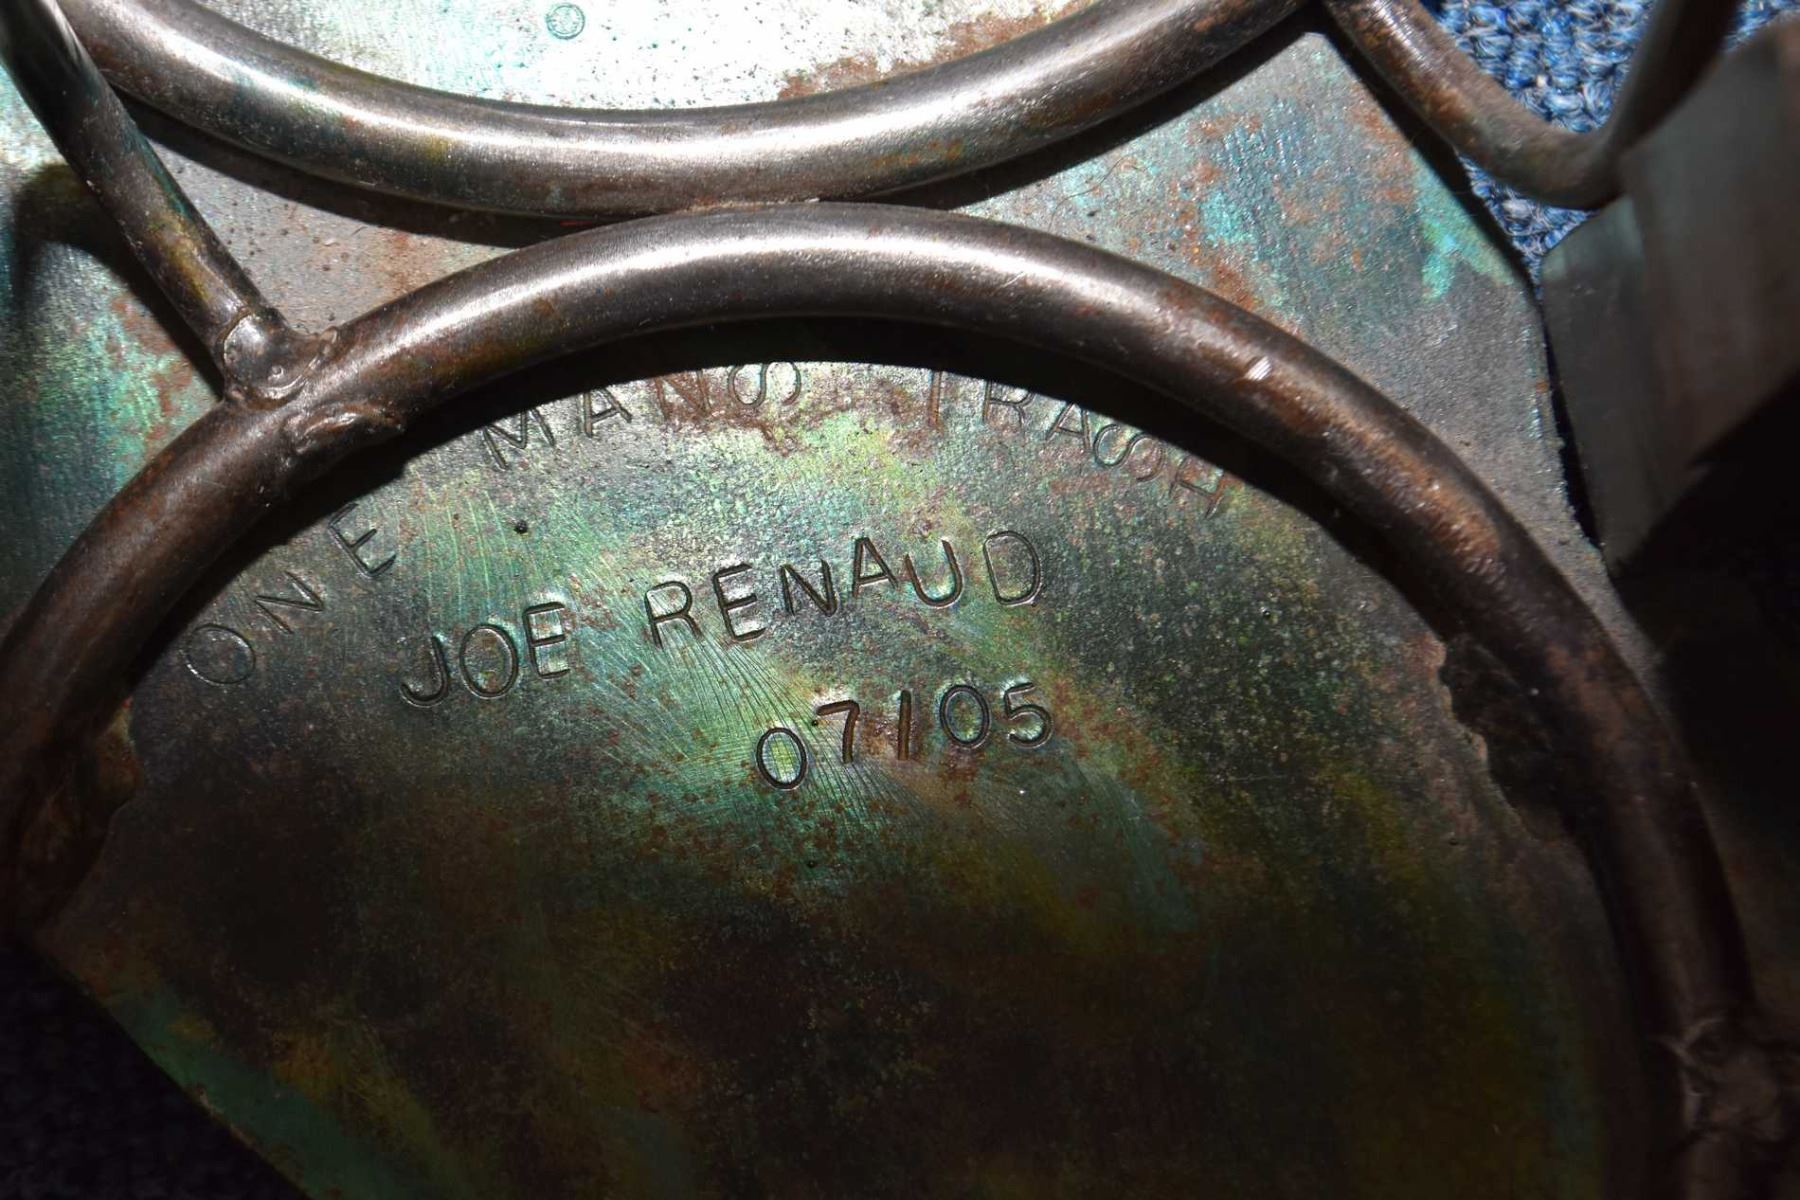 ONE MANS TRASH
JOE RENAUD
07105